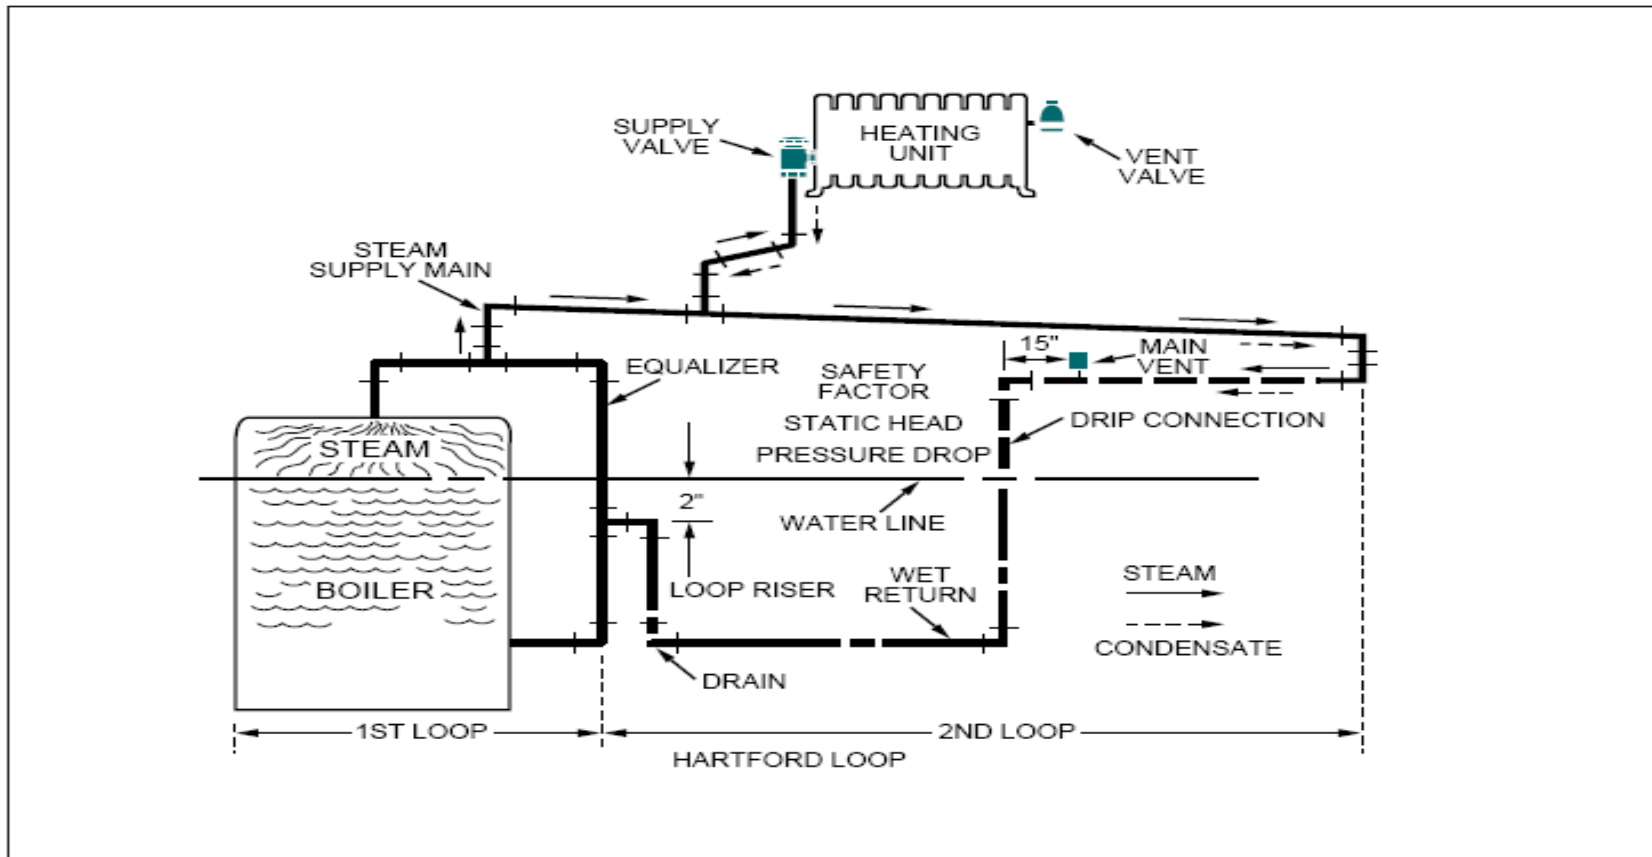 SUPPLY
VALVE
HEATING
UNIT
VENT
VALVE
STEAM
SUPPLY MAIN
15"
MAIN
VENT
EQUALIZER
SAFETY
FACTOR
STATIC HEAD
PRESSURE DROP
DRIP CONNECTION
STEAM
2"
WATER LINE
BOILER
LOOP RISER
WET
RETURN
STEAM
CONDENSATE
DRAIN
1ST LOOP
2ND LOOP
HARTFORD LOOP